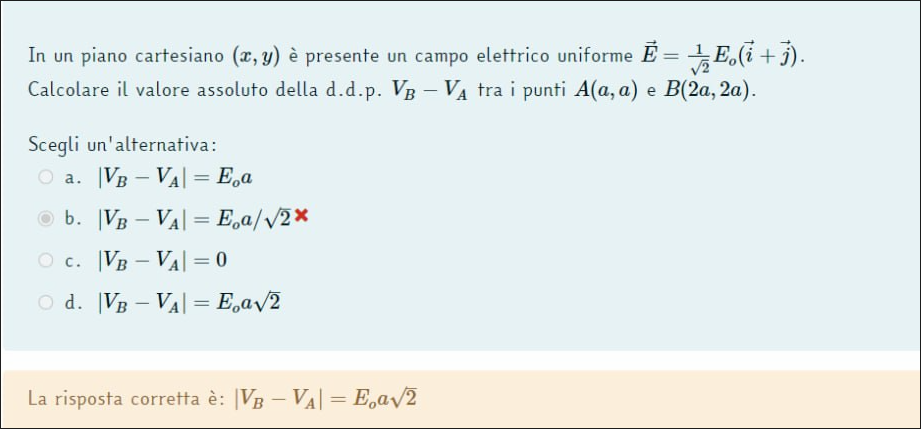 In un piano cartesiano (x, y) è presente un campo elettrico uniforme $\vec{E} = \frac{1}{\sqrt{2}} E_o(\vec{i} + \vec{j})$.
Calcolare il valore assoluto della d.d.p. $V_B - V_A$ tra i punti $A(a, a)$ e $B(2a, 2a)$.
Scegli un'alternativa:
a. $|V_B - V_A| = E_o a$
b. $|V_B - V_A| = E_o a/\sqrt{2}$ ✖
c. $|V_B - V_A| = 0$
d. $|V_B - V_A| = E_o a\sqrt{2}$
La risposta corretta è: $|V_B - V_A| = E_o a\sqrt{2}$